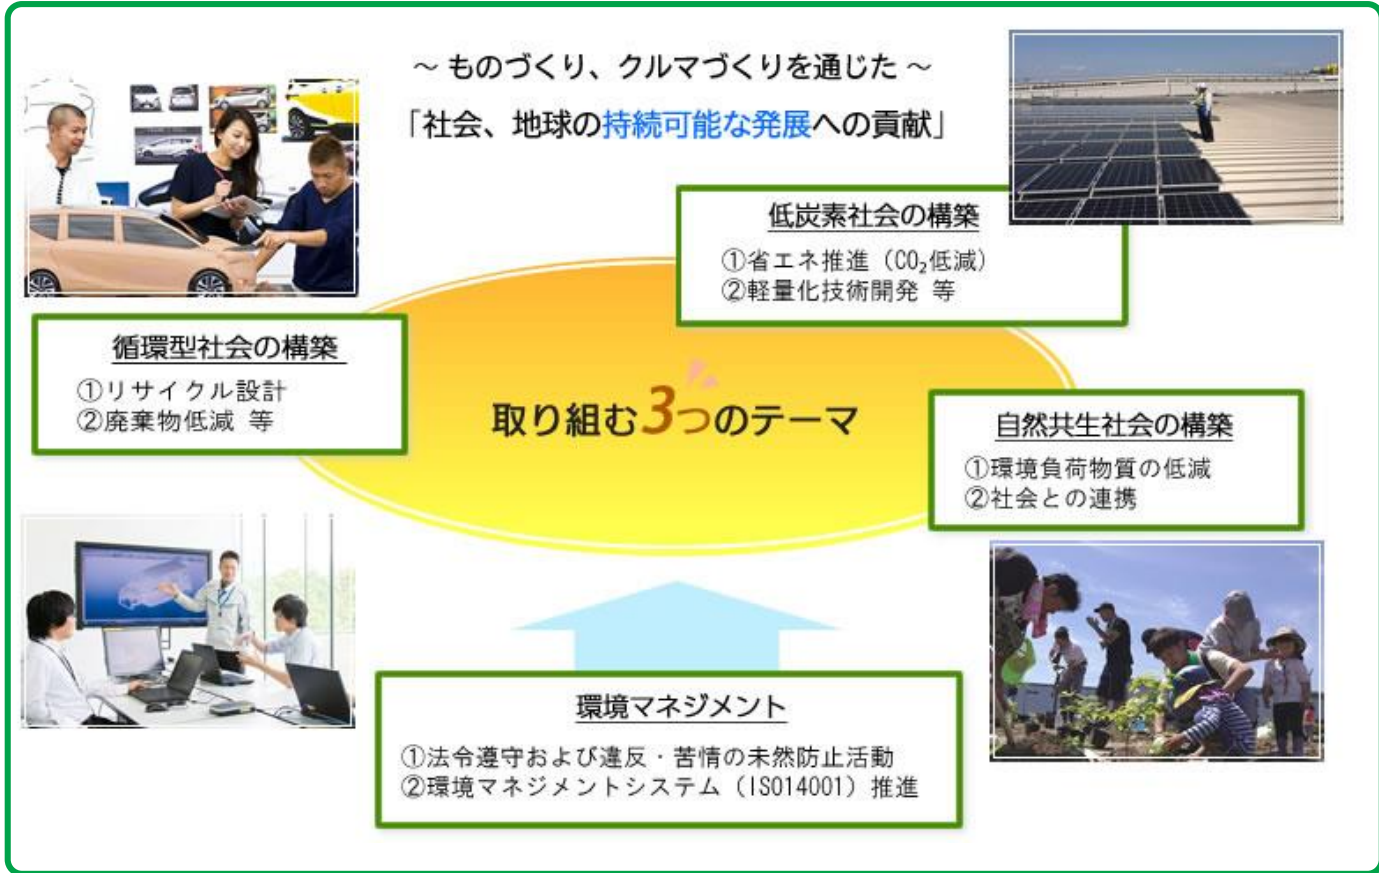 ～ ものづくり、クルマづくりを通じた ～
「社会、地球の持続可能な発展への貢献」
低炭素社会の構築
①省エネ推進（CO₂低減）
②軽量化技術開発 等
循環型社会の構築
①リサイクル設計
②廃棄物低減 等
取り組む3つのテーマ
自然共生社会の構築
①環境負荷物質の低減
②社会との連携
環境マネジメント
①法令遵守および違反・苦情の未然防止活動
②環境マネジメントシステム（ISO14001）推進